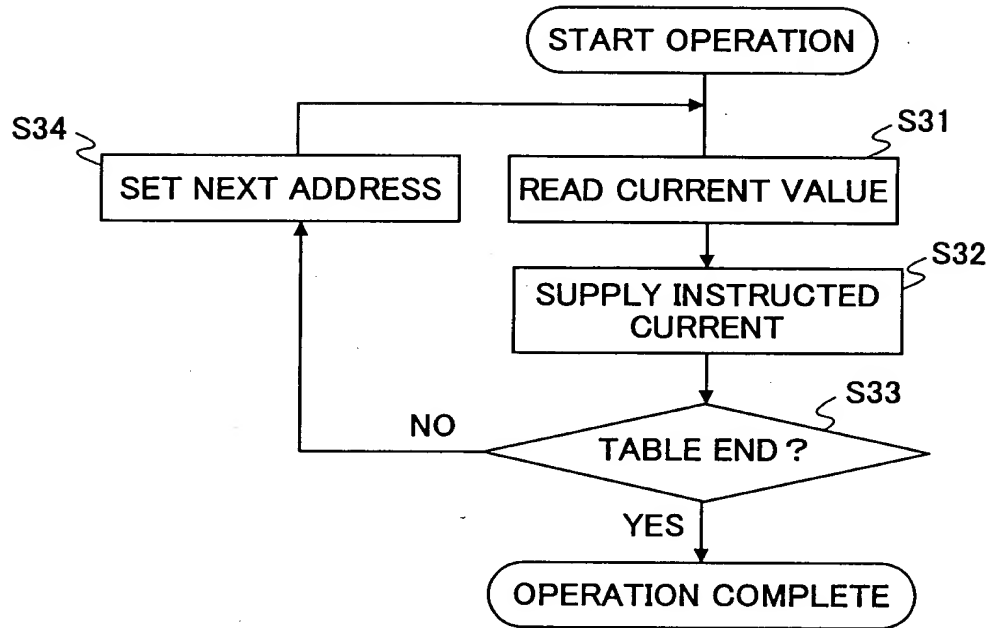 START OPERATION
S34
S31
SET NEXT ADDRESS
READ CURRENT VALUE
S32
SUPPLY INSTRUCTED
CURRENT
S33
NO
TABLE END?
YES
OPERATION COMPLETE